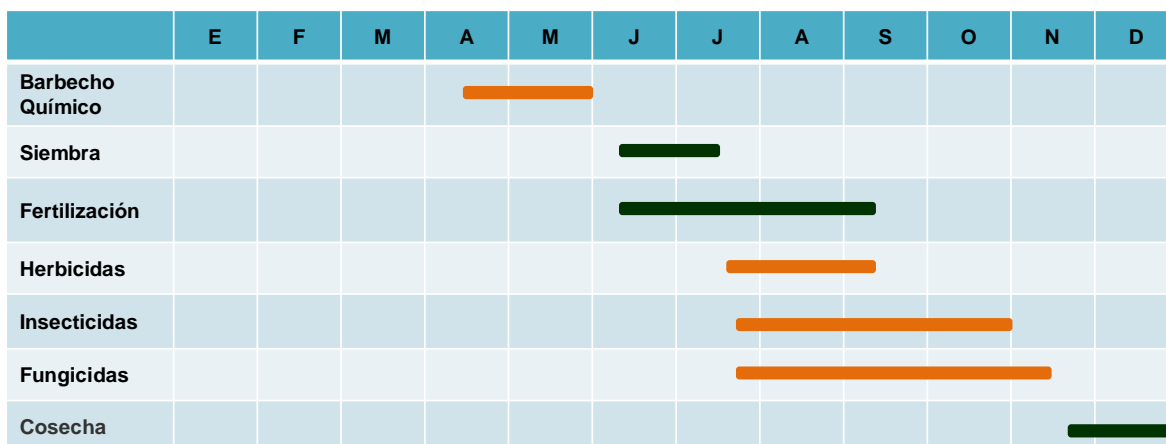 E F M A M J J A S O N D
Barbecho
Químico
Siembra
Fertilización
Herbicidas
Insecticidas
Fungicidas
Cosecha